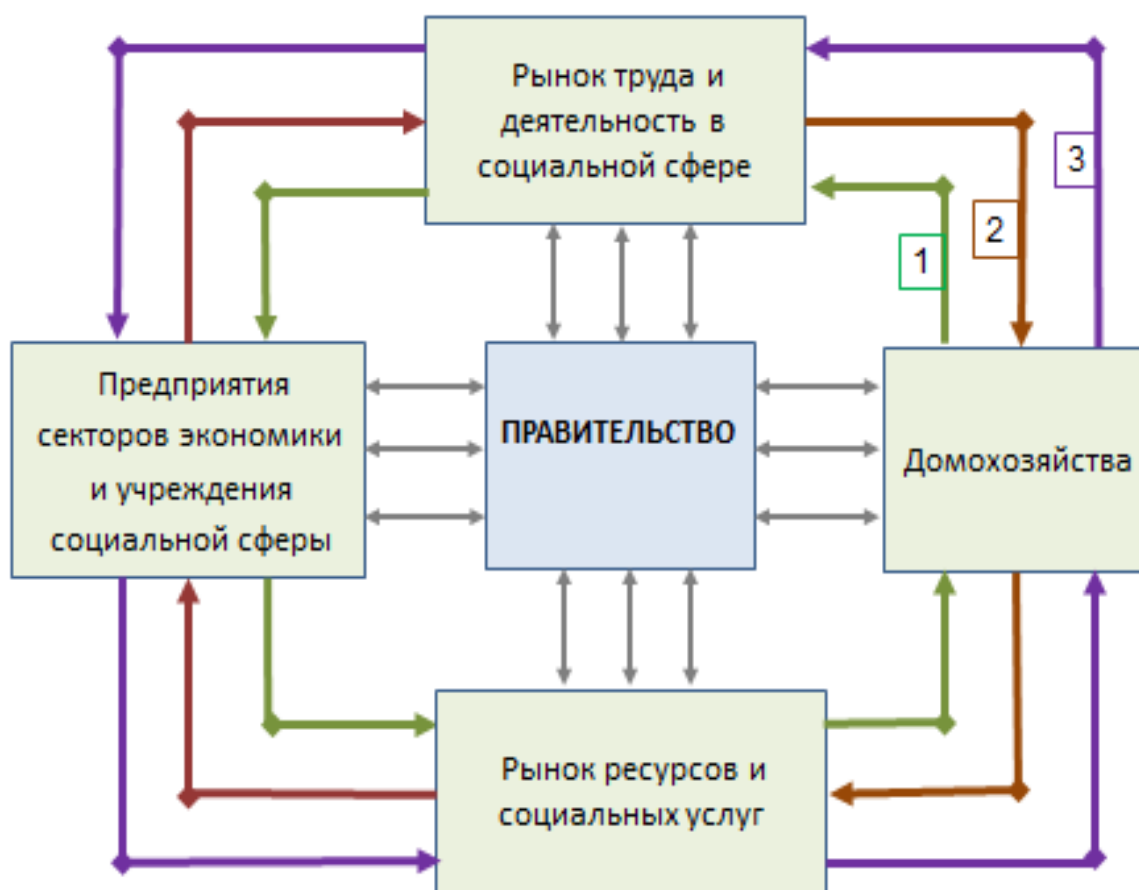 Рынок труда и
деятельность в
социальной сфере
3
2
1
Предприятия
секторов экономики
и учреждения
социальной сферы
ПРАВИТЕЛЬСТВО
Домохозяйства
Рынок ресурсов и
социальных услуг